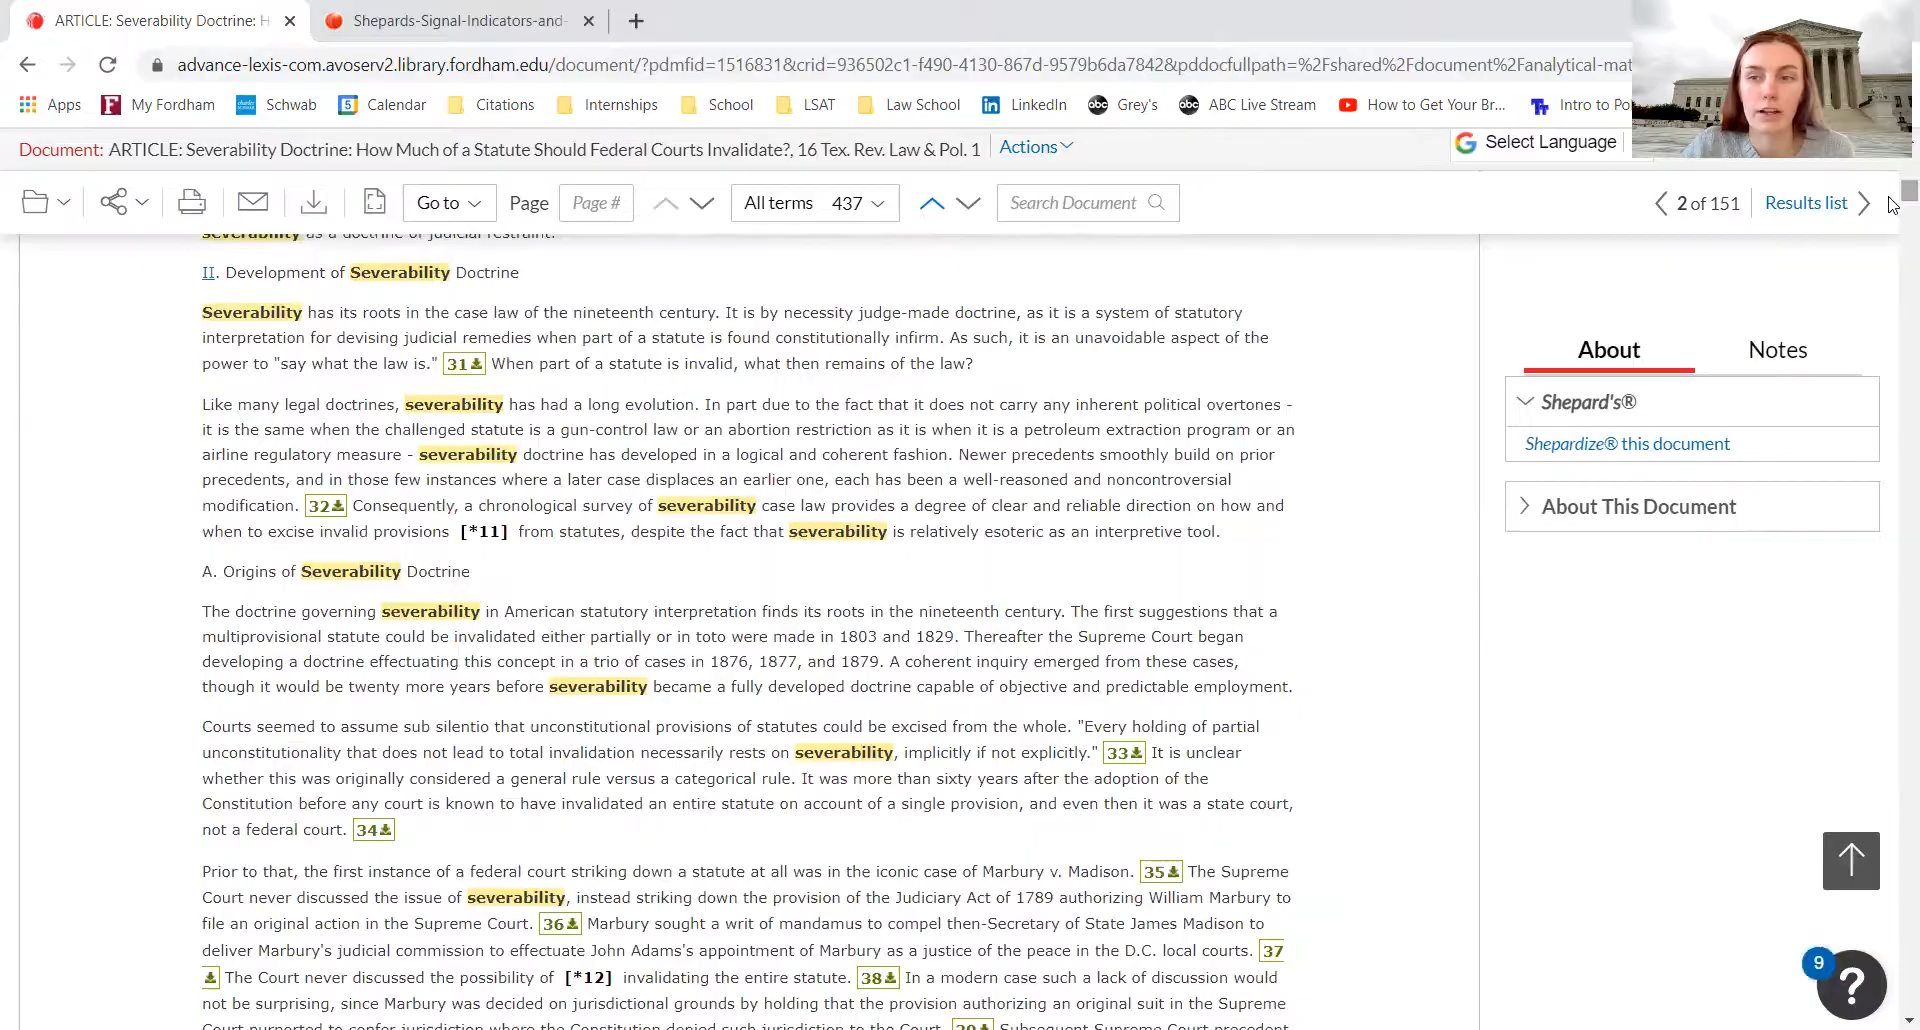 ARTICLE: Severability Doctrine: H
Shepards-Signal-Indicators-and-
advance-lexis-com.avoserv2.library.fordham.edu/document/?pdmfid=1516831&crid=936502c1-f490-4130-867d-9579b6da7842&pddocfullpath=%2Fshared%2Fdocument%2Fanalytical-mat
Apps My Fordham Schwab 5 Calendar Citations Internships School LSAT Law School LinkedIn abc Grey's abc ABC Live Stream How to Get Your Br... Intro to Po
Document: ARTICLE: Severability Doctrine: How Much of a Statute Should Federal Courts Invalidate?, 16 Tex. Rev. Law & Pol. 1 Actions Select Language
Go to Page Page # All terms 437 Search Document 2 of 151 Results list
severability as a doctrine of judicial restraint.
II. Development of Severability Doctrine
Severability has its roots in the case law of the nineteenth century. It is by necessity judge-made doctrine, as it is a system of statutory
interpretation for devising judicial remedies when part of a statute is found constitutionally infirm. As such, it is an unavoidable aspect of the
power to "say what the law is." 31 When part of a statute is invalid, what then remains of the law?
Like many legal doctrines, severability has had a long evolution. In part due to the fact that it does not carry any inherent political overtones -
it is the same when the challenged statute is a gun-control law or an abortion restriction as it is when it is a petroleum extraction program or an
airline regulatory measure - severability doctrine has developed in a logical and coherent fashion. Newer precedents smoothly build on prior
precedents, and in those few instances where a later case displaces an earlier one, each has been a well-reasoned and noncontroversial
modification. 32 Consequently, a chronological survey of severability case law provides a degree of clear and reliable direction on how and
when to excise invalid provisions [*11] from statutes, despite the fact that severability is relatively esoteric as an interpretive tool.
A. Origins of Severability Doctrine
The doctrine governing severability in American statutory interpretation finds its roots in the nineteenth century. The first suggestions that a
multiprovisional statute could be invalidated either partially or in toto were made in 1803 and 1829. Thereafter the Supreme Court began
developing a doctrine effectuating this concept in a trio of cases in 1876, 1877, and 1879. A coherent inquiry emerged from these cases,
though it would be twenty more years before severability became a fully developed doctrine capable of objective and predictable employment.
Courts seemed to assume sub silentio that unconstitutional provisions of statutes could be excised from the whole. "Every holding of partial
unconstitutionality that does not lead to total invalidation necessarily rests on severability, implicitly if not explicitly." 33 It is unclear
whether this was originally considered a general rule versus a categorical rule. It was more than sixty years after the adoption of the
Constitution before any court is known to have invalidated an entire statute on account of a single provision, and even then it was a state court,
not a federal court. 34
Prior to that, the first instance of a federal court striking down a statute at all was in the iconic case of Marbury v. Madison. 35 The Supreme
Court never discussed the issue of severability, instead striking down the provision of the Judiciary Act of 1789 authorizing William Marbury to
file an original action in the Supreme Court. 36 Marbury sought a writ of mandamus to compel then-Secretary of State James Madison to
deliver Marbury's judicial commission to effectuate John Adams's appointment of Marbury as a justice of the peace in the D.C. local courts. 37
The Court never discussed the possibility of [*12] invalidating the entire statute. 38 In a modern case such a lack of discussion would
not be surprising, since Marbury was decided on jurisdictional grounds by holding that the provision authorizing an original suit in the Supreme
Court purported to confer jurisdiction where the Constitution denied such jurisdiction to the Court. 39 Subsequent Supreme Court precedent
About Notes
Shepard's®
Shepardize® this document
About This Document
9
?